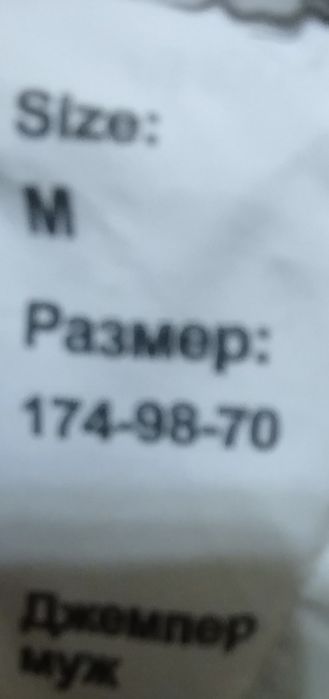 Size:
M
Размер:
174-98-70
Джемпер
муж